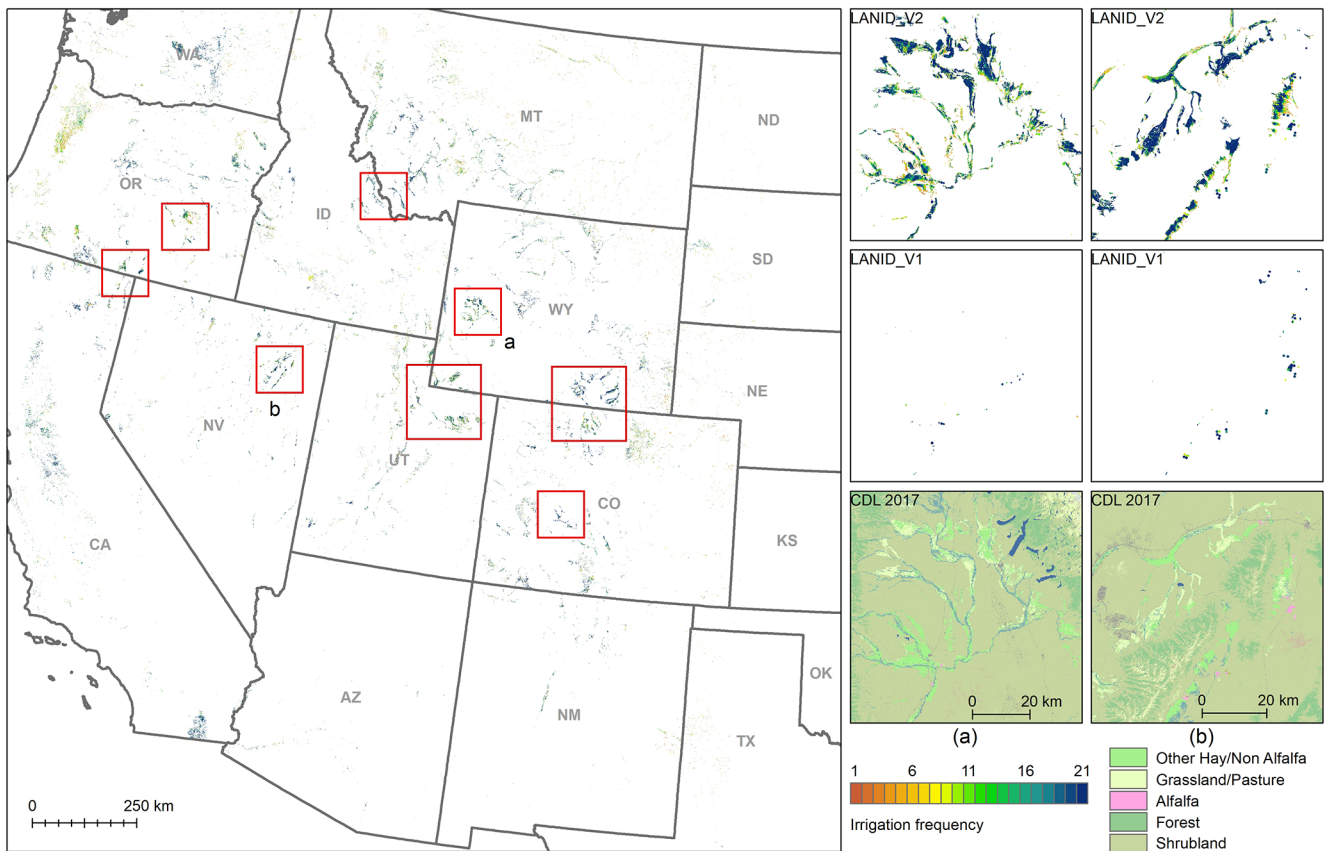 WA
MT
ND
OR
ID
SD
WY
a
NE
b
NV
UT
CO
CA
KS
AZ
NM
OK
TX
0 250 km
LANID_V2
LANID_V2
LANID_V1
LANID_V1
CDL 2017
CDL 2017
0 20 km
0 20 km
(a)
(b)
1 6 11 16 21
Irrigation frequency
Other Hay/Non Alfalfa
Grassland/Pasture
Alfalfa
Forest
Shrubland